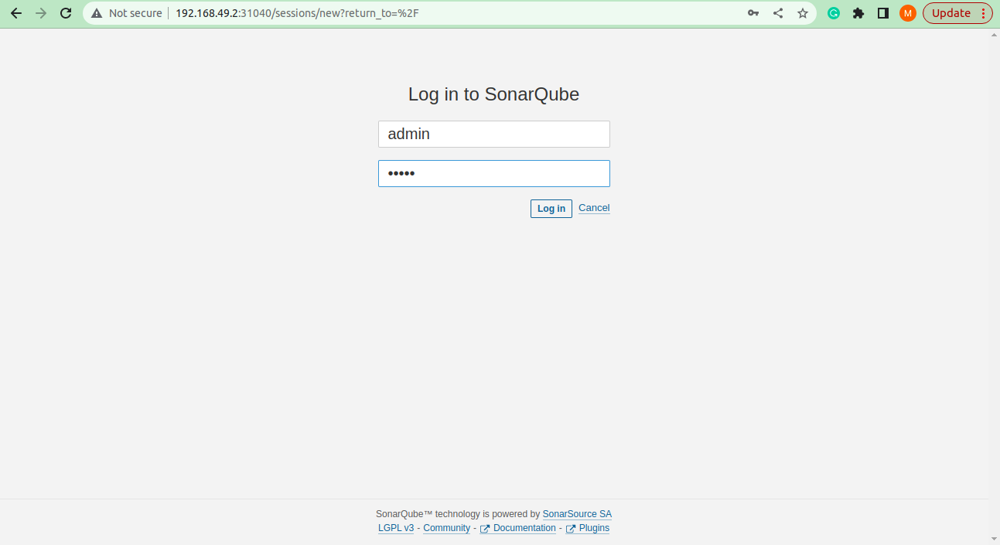 Not secure 192.168.49.2:31040/sessions/new?return_to=%2F M Update
Log in to SonarQube
admin
•••••
Log in Cancel
SonarQube™ technology is powered by SonarSource SA
LGPL v3 - Community - Documentation - Plugins